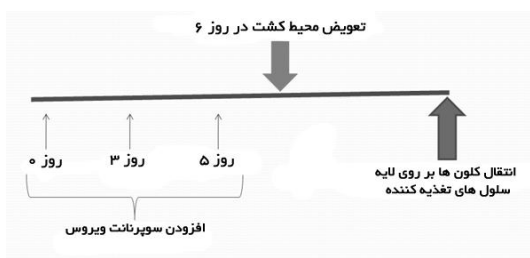 تعویض محیط کشت در روز ۶
روز ۰
روز ۳
روز ۵
انتقال کلون ها بر روی لایه
سلول های تغذیه کننده
افزودن سوپرنانت ویروس